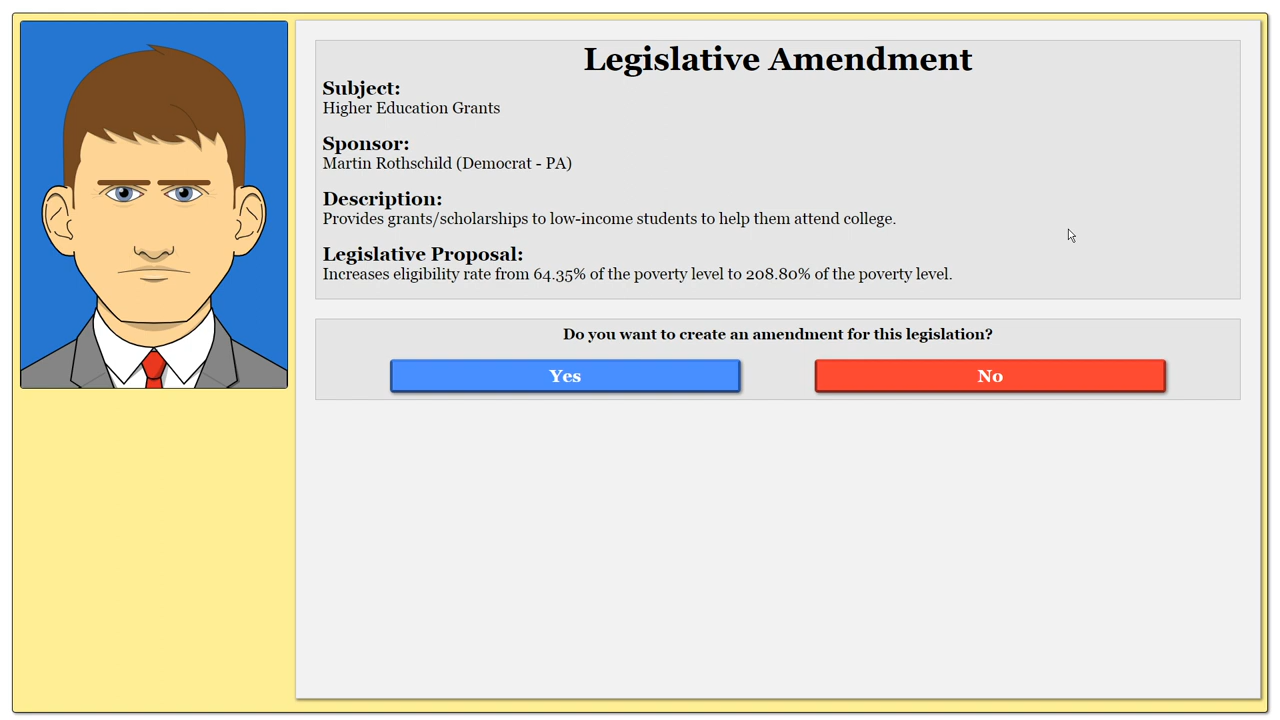 Legislative Amendment
Subject:
Higher Education Grants
Sponsor:
Martin Rothschild (Democrat - PA)
Description:
Provides grants/scholarships to low-income students to help them attend college.
Legislative Proposal:
Increases eligibility rate from 64.35% of the poverty level to 208.80% of the poverty level.
Do you want to create an amendment for this legislation?
Yes
No